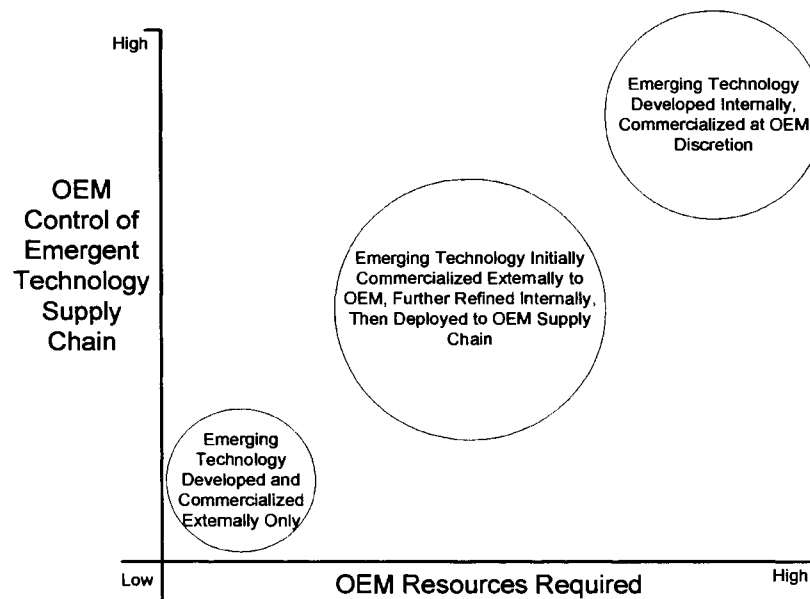 High
Emerging Technology
Developed Internally,
Commercialized at OEM
Discretion
OEM
Control of
Emergent
Technology
Supply
Chain
Emerging Technology Initially
Commercialized Externally to
OEM, Further Refined Internally,
Then Deployed to OEM Supply
Chain
Emerging
Technology
Developed and
Commercialized
Externally Only
Low
OEM Resources Required
High